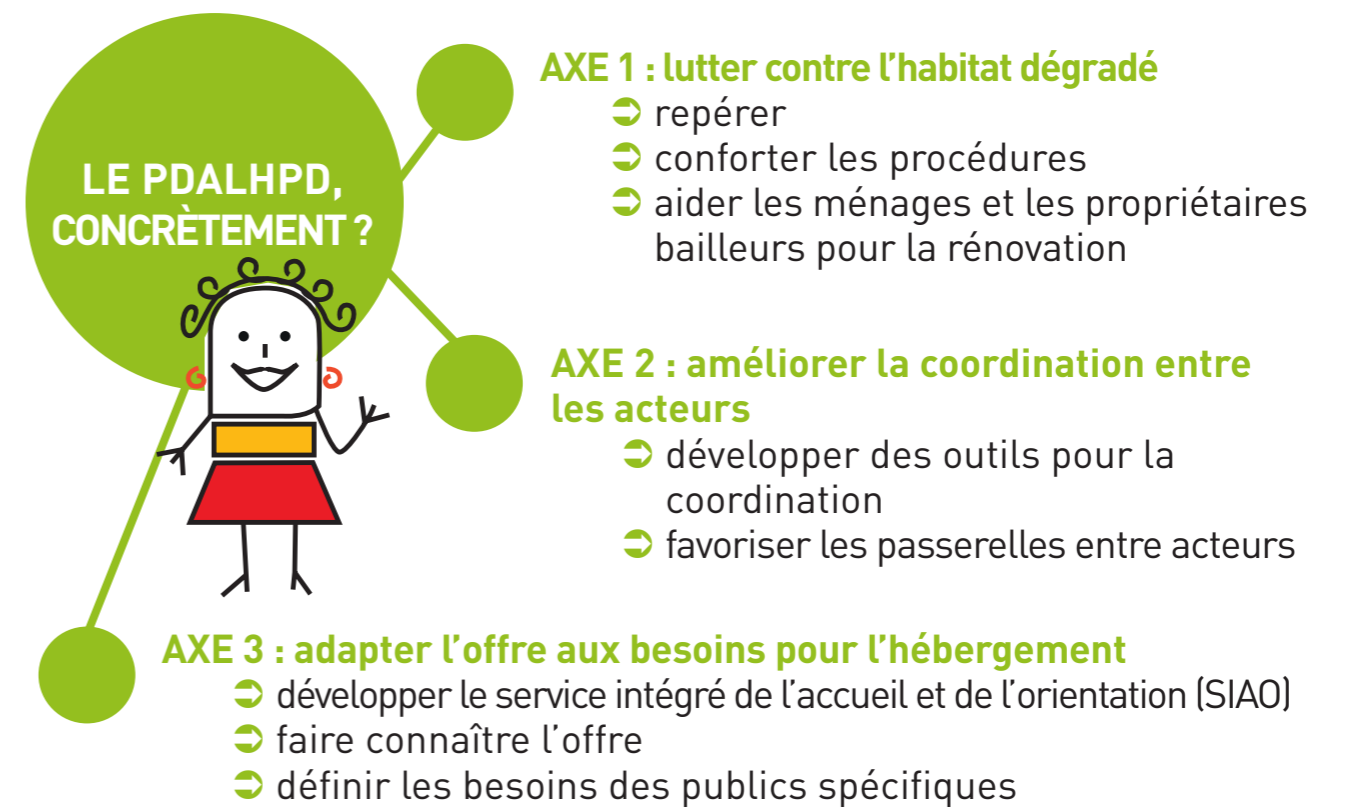 LE PDALHPD,
CONCRÈTEMENT ?
AXE 1 : lutter contre l’habitat dégradé
➲ repérer
➲ conforter les procédures
➲ aider les ménages et les propriétaires
bailleurs pour la rénovation
AXE 2 : améliorer la coordination entre
les acteurs
➲ développer des outils pour la
coordination
➲ favoriser les passerelles entre acteurs
AXE 3 : adapter l’offre aux besoins pour l’hébergement
➲ développer le service intégré de l’accueil et de l’orientation (SIAO)
➲ faire connaître l’offre
➲ définir les besoins des publics spécifiques